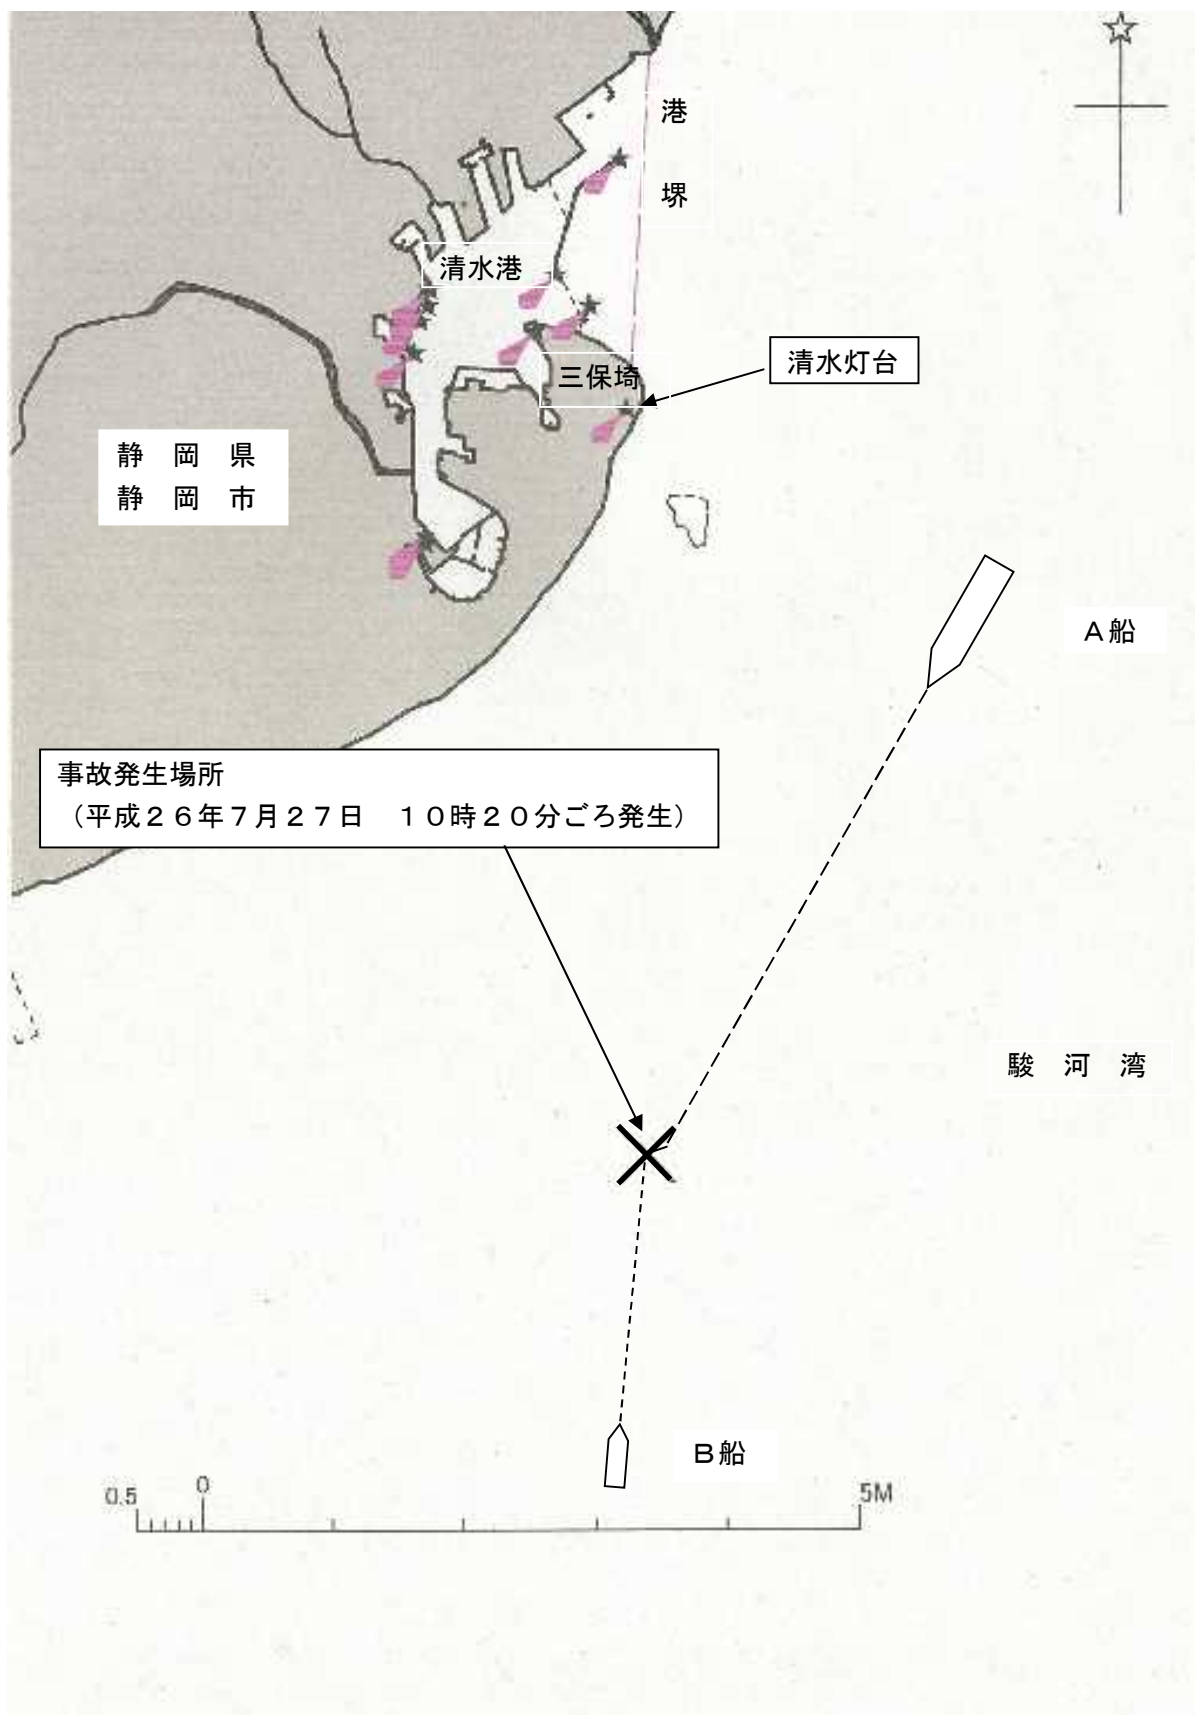 港
堺
清水港
三保埼
清水灯台
静　岡　県
静　岡　市
Ａ船
事故発生場所
（平成２６年７月２７日　１０時２０分ごろ発生）
駿　河　湾
Ｂ船
0.5
0
5M